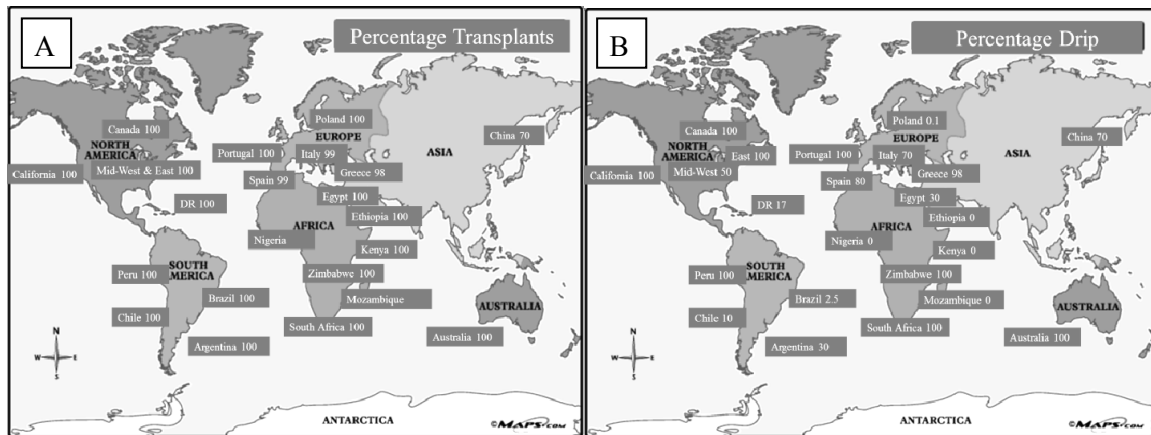 A
Percentage Transplants
Canada 100
Poland 100
EUROPE
China 70
NORTH
AMERICA
Portugal 100
Italy 99
ASIA
California 100
Mid-West & East 100
Spain 99
Greece 98
DR 100
Egypt 100
Ethiopia 100
AFRICA
Nigeria
Kenya 100
SOUTH
MERICA
Peru 100
Zimbabwe 100
Brazil 100
Mozambique
AUSTRALIA
Chile 100
South Africa 100
Australia 100
Argentina 100
N
W
E
S
ANTARCTICA
©MAPS.COM
B
Percentage Drip
Poland 0.1
Canada 100
EUROPE
China 70
NORTH
AMERICA
East 100
Portugal 100
Italy 70
ASIA
California 100
Mid-West 50
Spain 80
Greece 98
DR 17
Egypt 30
Ethiopia 0
AFRICA
Nigeria 0
Kenya 0
SOUTH
MERICA
Peru 100
Zimbabwe 100
Brazil 2.5
Mozambique 0
AUSTRALIA
Chile 10
South Africa 100
Australia 100
Argentina 30
N
W
E
S
ANTARCTICA
©MAPS.COM